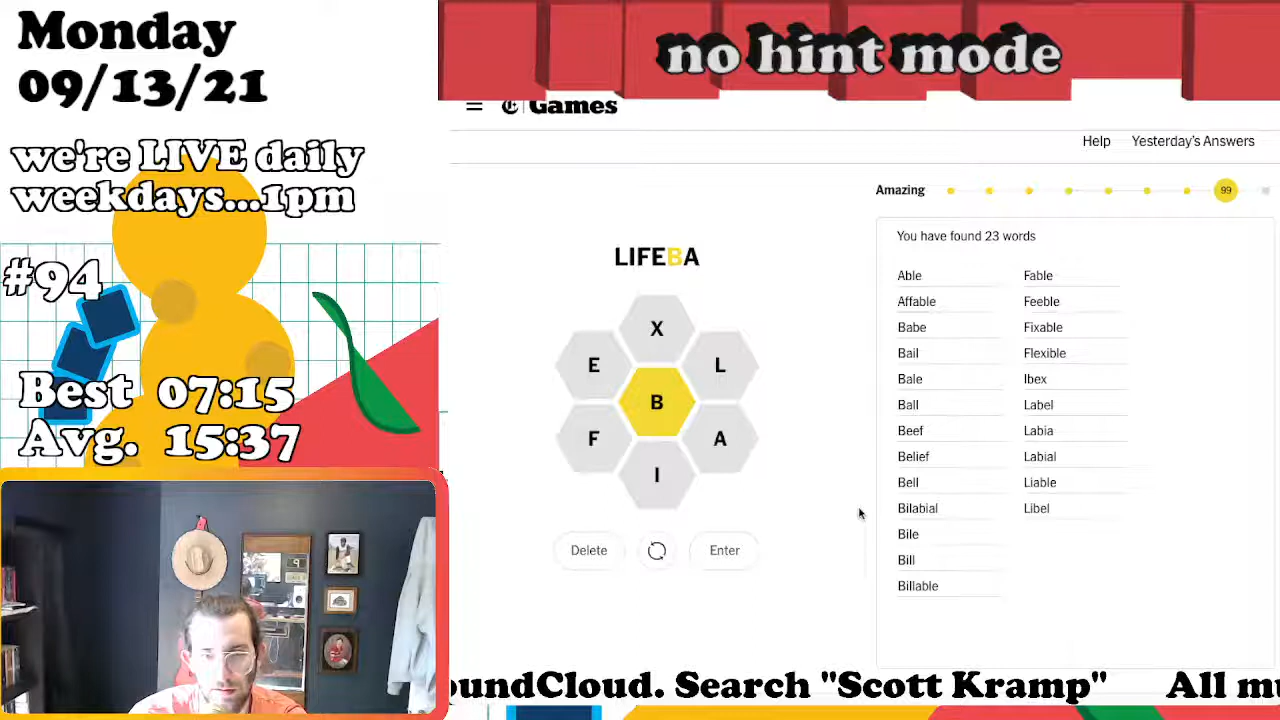 Monday
09/13/21
we're LIVE daily
weekdays...1pm
#94
Best 07:15
Avg. 15:37
no hint mode
Games
Help Yesterday's Answers
Amazing 99
You have found 23 words
Able
Affable
Babe
Bail
Bale
Ball
Beef
Belief
Bell
Bilabial
Bile
Bill
Billable
Fable
Feeble
Fixable
Flexible
Ibex
Label
Labia
Labial
Liable
Libel
LIFEBA
X
E L
B
F A
I
Delete Enter
oundCloud. Search "Scott Kramp" All mu